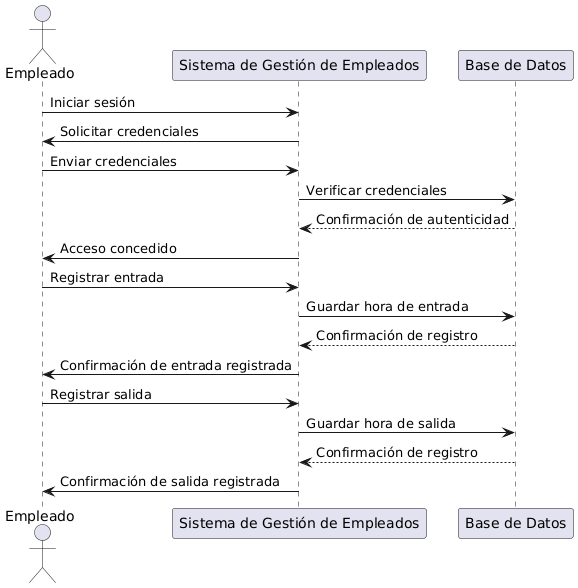 Empleado
Sistema de Gestión de Empleados
Base de Datos
Iniciar sesión
Solicitar credenciales
Enviar credenciales
Verificar credenciales
Confirmación de autenticidad
Acceso concedido
Registrar entrada
Guardar hora de entrada
Confirmación de registro
Confirmación de entrada registrada
Registrar salida
Guardar hora de salida
Confirmación de registro
Confirmación de salida registrada
Empleado
Sistema de Gestión de Empleados
Base de Datos